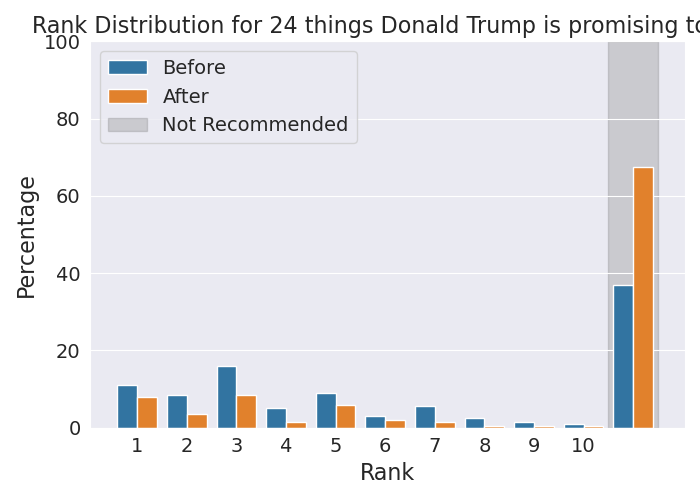 Rank Distribution for 24 things Donald Trump is promising to
100
80
60
40
20
0
Percentage
Before
After
Not Recommended
1 2 3 4 5 6 7 8 9 10
Rank